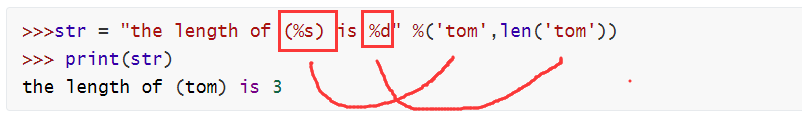 >>>str = "the length of (%s) is %d" %('tom',len('tom'))
>>> print(str)
the length of (tom) is 3